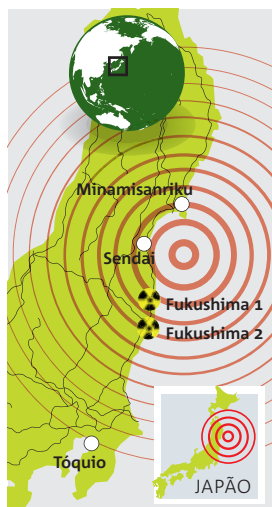 Minamisanriku
Sendai
Fukushima 1
Fukushima 2
Tóquio
JAPÃO